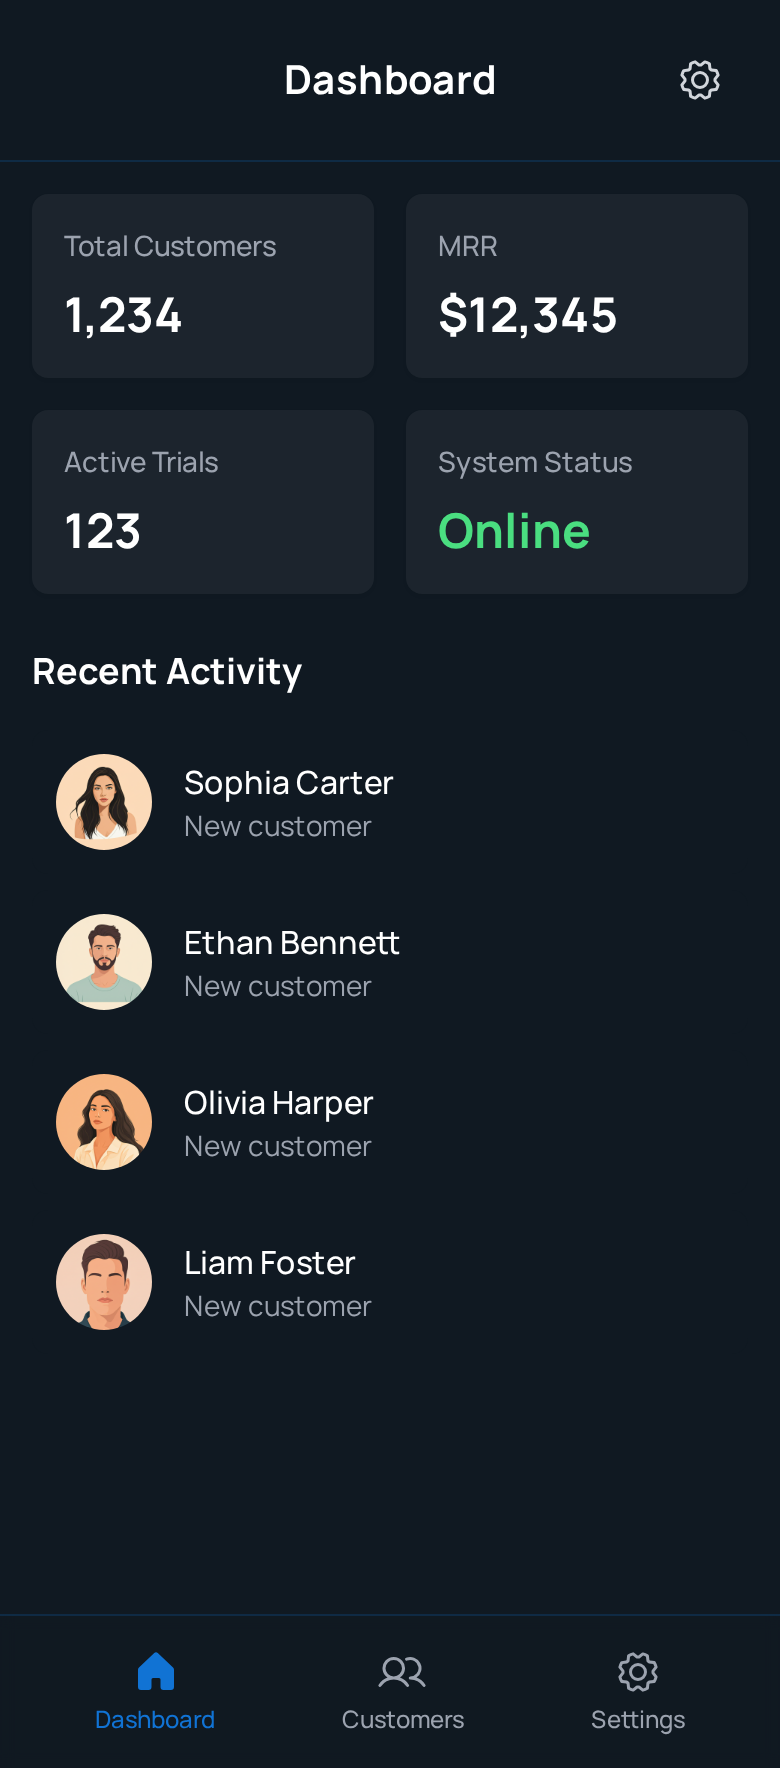 Dashboard
Total Customers
1,234
MRR
$12,345
Active Trials
123
System Status
Online
Recent Activity
Sophia Carter
New customer
Ethan Bennett
New customer
Olivia Harper
New customer
Liam Foster
New customer
Dashboard
Customers
Settings